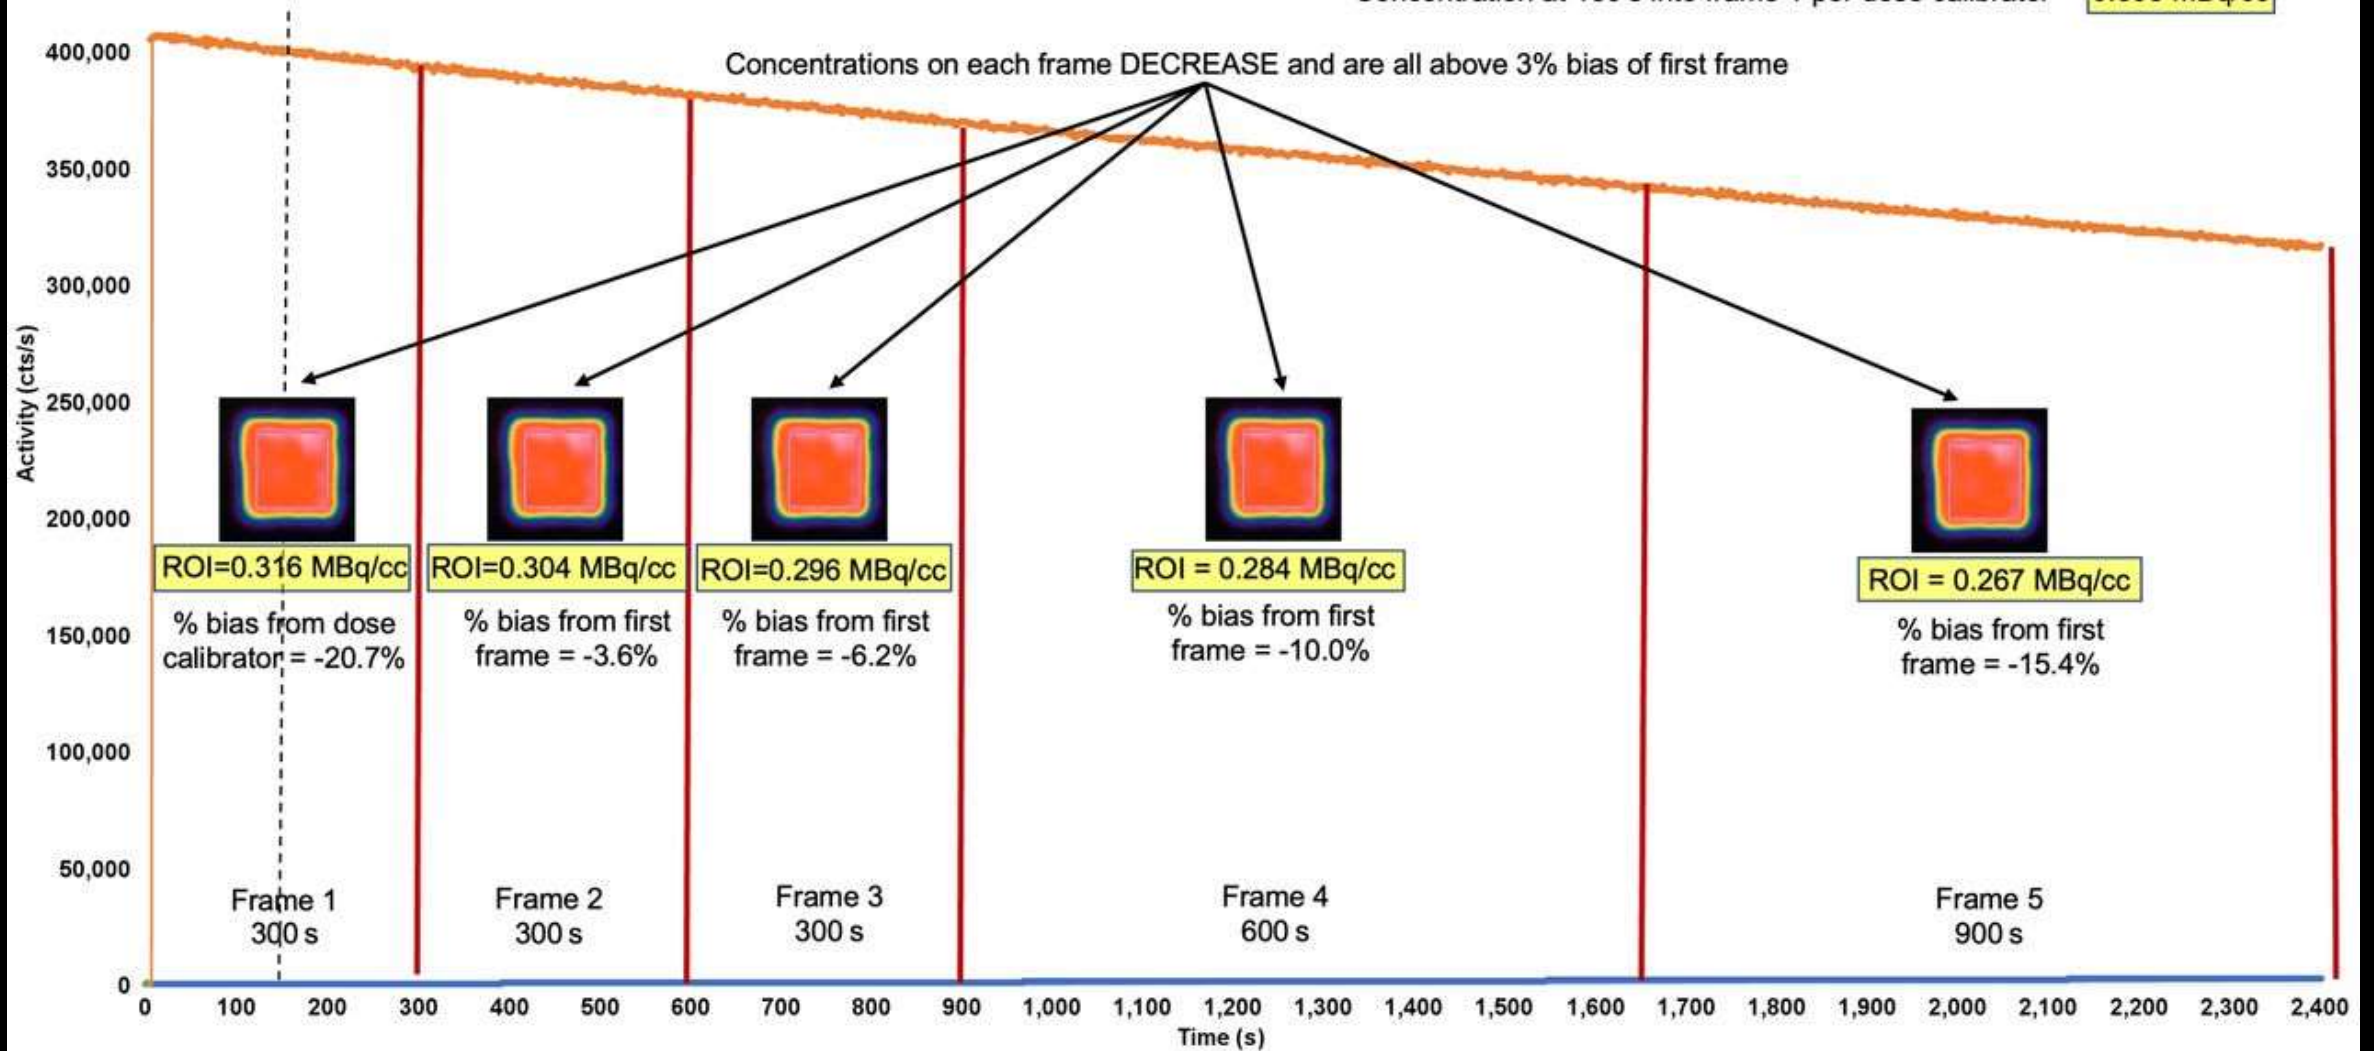 Concentrations on each frame DECREASE and are all above 3% bias of first frame
400,000
350,000
300,000
250,000
200,000
150,000
100,000
50,000
0
Activity (cts/s)
ROI=0.316 MBq/cc
% bias from dose
calibrator = -20.7%
ROI=0.304 MBq/cc
% bias from first
frame = -3.6%
ROI=0.296 MBq/cc
% bias from first
frame = -6.2%
ROI = 0.284 MBq/cc
% bias from first
frame = -10.0%
ROI = 0.267 MBq/cc
% bias from first
frame = -15.4%
Frame 1
300 s
Frame 2
300 s
Frame 3
300 s
Frame 4
600 s
Frame 5
900 s
0 100 200 300 400 500 600 700 800 900 1,000 1,100 1,200 1,300 1,400 1,500 1,600 1,700 1,800 1,900 2,000 2,100 2,200 2,300 2,400
Time (s)